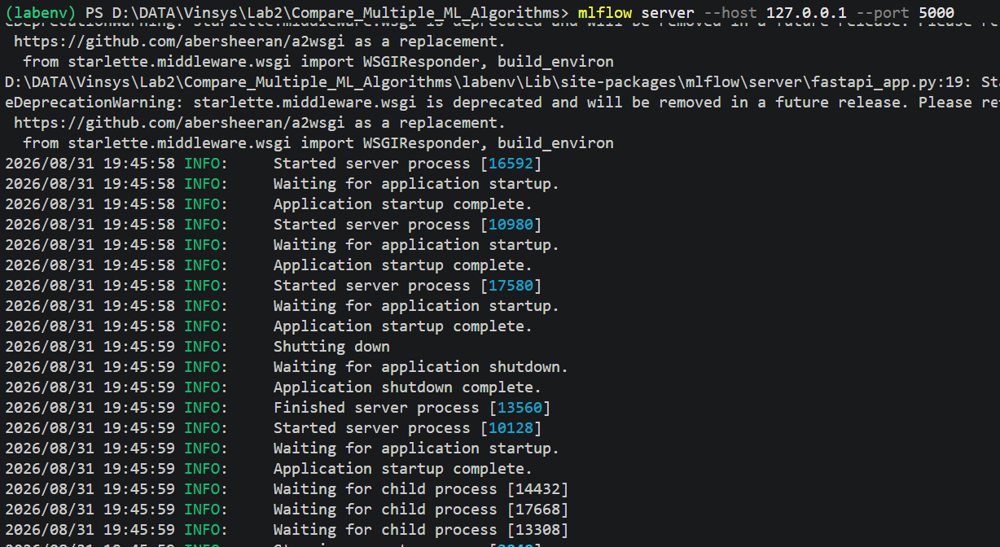 (labenv) PS D:\DATA\Vinsys\Lab2\Compare_Multiple_ML_Algorithms> mlflow server --host 127.0.0.1 --port 5000
eDeprecationWarning: starlette.middleware.wsgi is deprecated and will be removed in a future release. Please
https://github.com/abersheeran/a2wsgi as a replacement.
from starlette.middleware.wsgi import WSGIResponder, build_environ
D:\DATA\Vinsys\Lab2\Compare_Multiple_ML_Algorithms\labenv\Lib\site-packages\mlflow\server\fastapi_app.py:19: St
eDeprecationWarning: starlette.middleware.wsgi is deprecated and will be removed in a future release. Please re
https://github.com/abersheeran/a2wsgi as a replacement.
from starlette.middleware.wsgi import WSGIResponder, build_environ
2026/08/31 19:45:58 INFO:     Started server process [16592]
2026/08/31 19:45:58 INFO:     Waiting for application startup.
2026/08/31 19:45:58 INFO:     Application startup complete.
2026/08/31 19:45:58 INFO:     Started server process [10980]
2026/08/31 19:45:58 INFO:     Waiting for application startup.
2026/08/31 19:45:58 INFO:     Application startup complete.
2026/08/31 19:45:58 INFO:     Started server process [17580]
2026/08/31 19:45:58 INFO:     Waiting for application startup.
2026/08/31 19:45:58 INFO:     Application startup complete.
2026/08/31 19:45:59 INFO:     Shutting down
2026/08/31 19:45:59 INFO:     Waiting for application shutdown.
2026/08/31 19:45:59 INFO:     Application shutdown complete.
2026/08/31 19:45:59 INFO:     Finished server process [13560]
2026/08/31 19:45:59 INFO:     Started server process [10128]
2026/08/31 19:45:59 INFO:     Waiting for application startup.
2026/08/31 19:45:59 INFO:     Application startup complete.
2026/08/31 19:45:59 INFO:     Waiting for child process [14432]
2026/08/31 19:45:59 INFO:     Waiting for child process [17668]
2026/08/31 19:45:59 INFO:     Waiting for child process [13308]